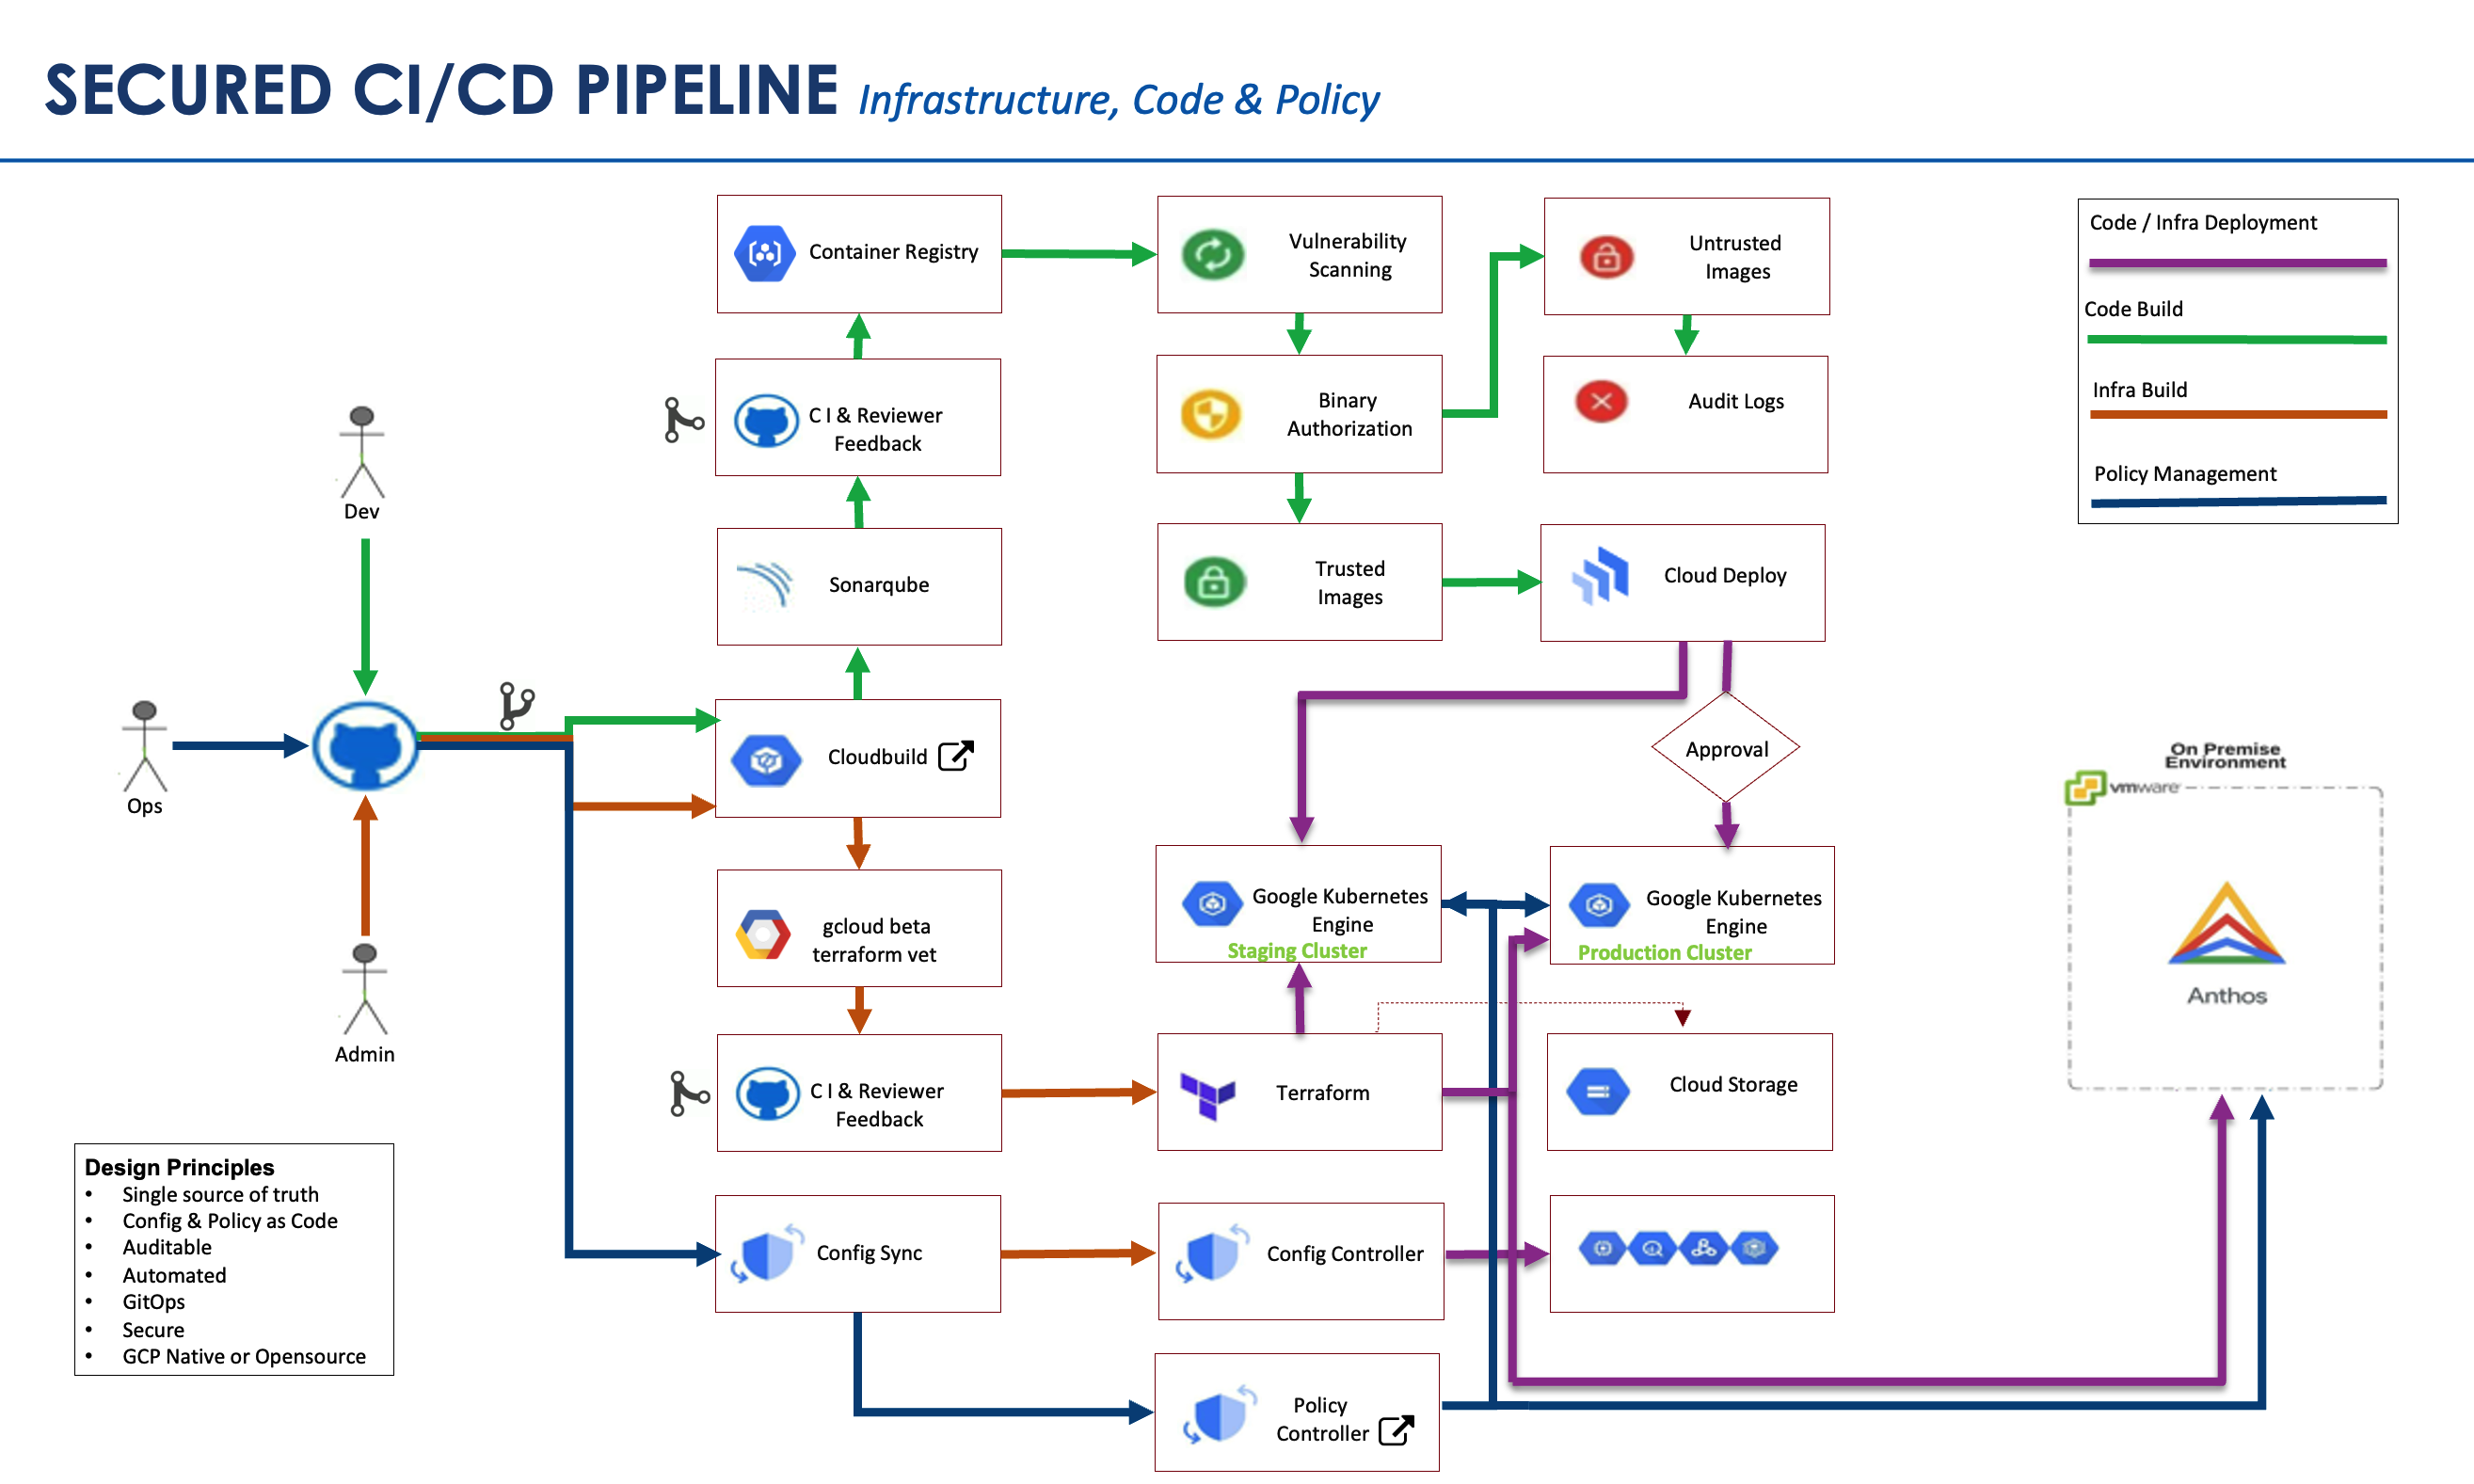 SECURED CI/CD PIPELINE Infrastructure, Code & Policy
Container Registry
Vulnerability
Scanning
Untrusted
Images
Code / Infra Deployment
Code Build
Infra Build
Policy Management
C I & Reviewer
Feedback
Binary
Authorization
Audit Logs
Dev
Sonarqube
Trusted
Images
Cloud Deploy
Ops
Cloudbuild
Approval
On Premise
Environment
vmware
Anthos
gcloud beta
terraform vet
Google Kubernetes
Engine
Staging Cluster
Google Kubernetes
Engine
Production Cluster
Admin
C I & Reviewer
Feedback
Terraform
Cloud Storage
Design Principles
• Single source of truth
• Config & Policy as Code
• Auditable
• Automated
• GitOps
• Secure
• GCP Native or Opensource
Config Sync
Config Controller
Policy
Controller